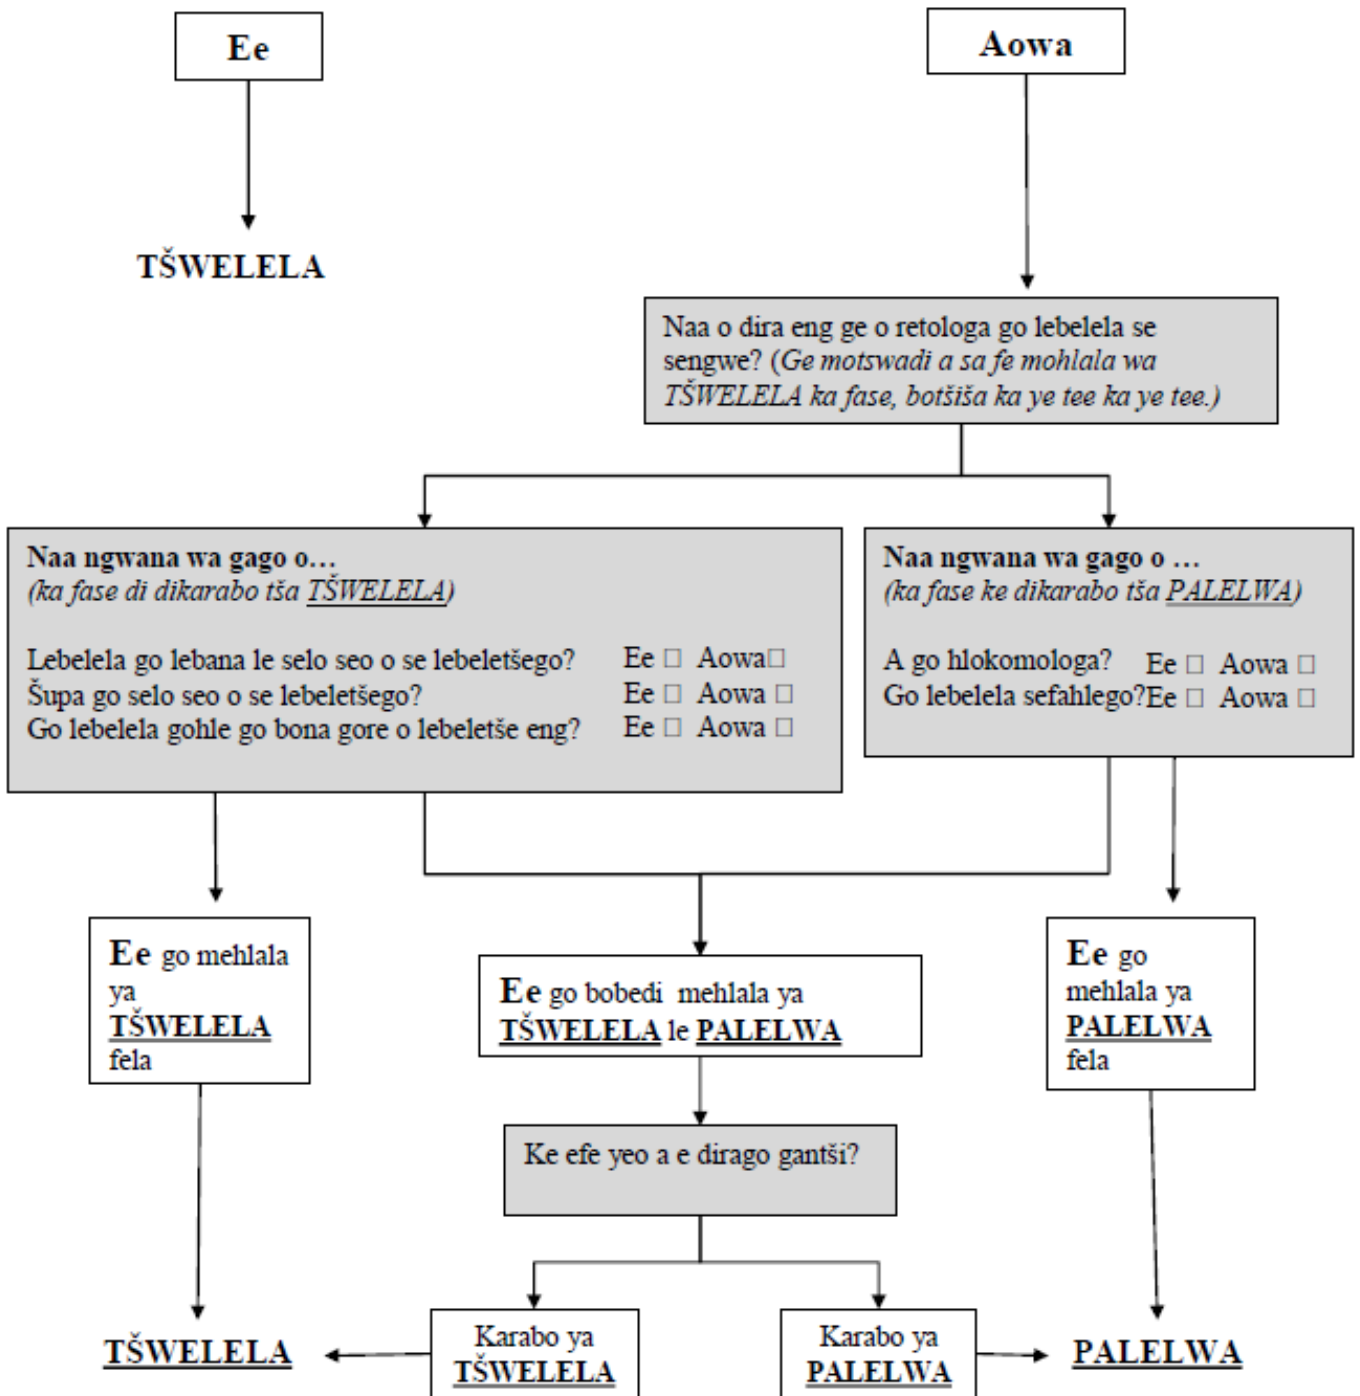 Ee
Aowa
TŠWELELA
Naa o dira eng ge o retologa go lebelela se
sengwe? (Ge motswadi a sa fe mohlala wa
TŠWELELA ka fase, botšiša ka ye tee ka ye tee.)
Naa ngwana wa gago o…
(ka fase di dikarabo tša TŠWELELA)
Lebelela go lebana le selo seo o se lebeletšego? Ee □ Aowa□
Šupa go selo seo o se lebeletšego? Ee □ Aowa □
Go lebelela gohle go bona gore o lebeletše eng? Ee □ Aowa □
Naa ngwana wa gago o …
(ka fase ke dikarabo tša PALELWA)
A go hlokomologa? Ee □ Aowa □
Go lebelela sefahlego? Ee □ Aowa □
Ee go mehlala
ya
TŠWELELA
fela
Ee go bobedi mehlala ya
TŠWELELA le PALELWA
Ee go
mehlala ya
PALELWA
fela
Ke efe yeo a e dirago gantši?
TŠWELELA
Karabo ya
TŠWELELA
Karabo ya
PALELWA
PALELWA